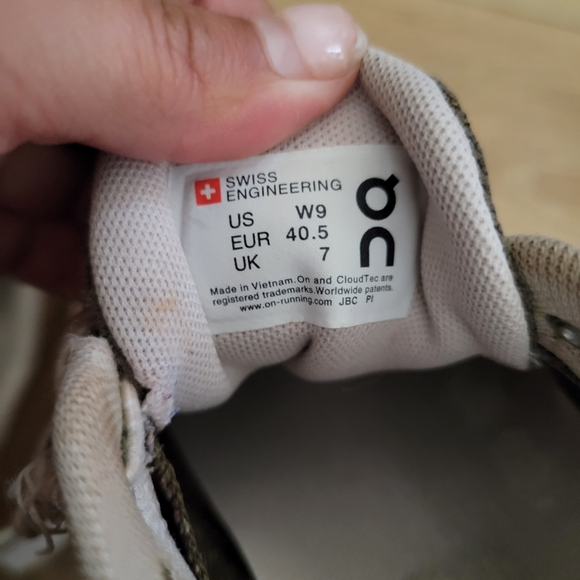 SWISS
ENGINEERING
US W9
EUR 40.5
UK 7
On
Made in Vietnam. On and CloudTec are
registered trademarks. Worldwide patents.
www.on-running.com JBC PI